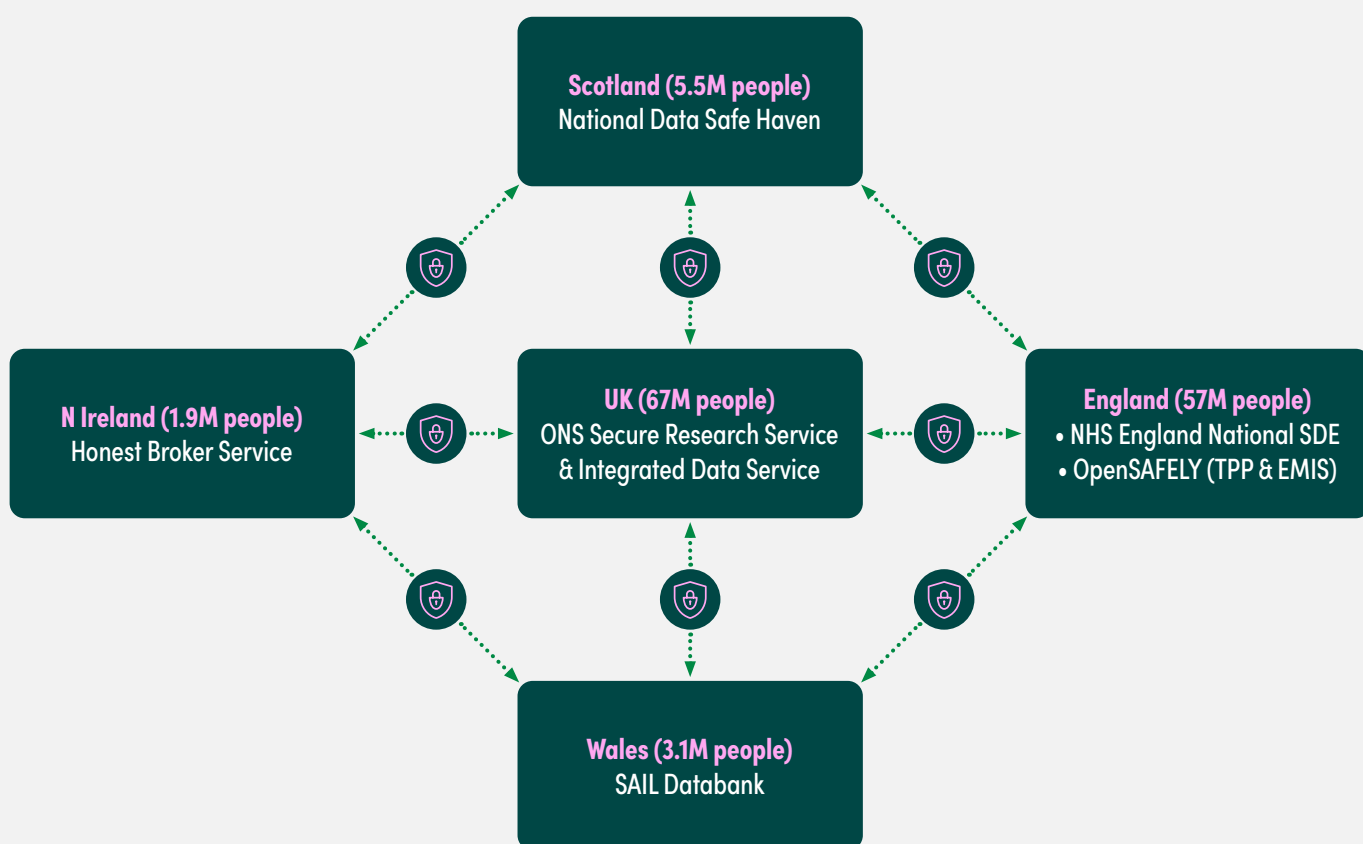 Scotland (5.5M people)
National Data Safe Haven
N Ireland (1.9M people)
Honest Broker Service
UK (67M people)
ONS Secure Research Service
& Integrated Data Service
England (57M people)
• NHS England National SDE
• OpenSAFELY (TPP & EMIS)
Wales (3.1M people)
SAIL Databank